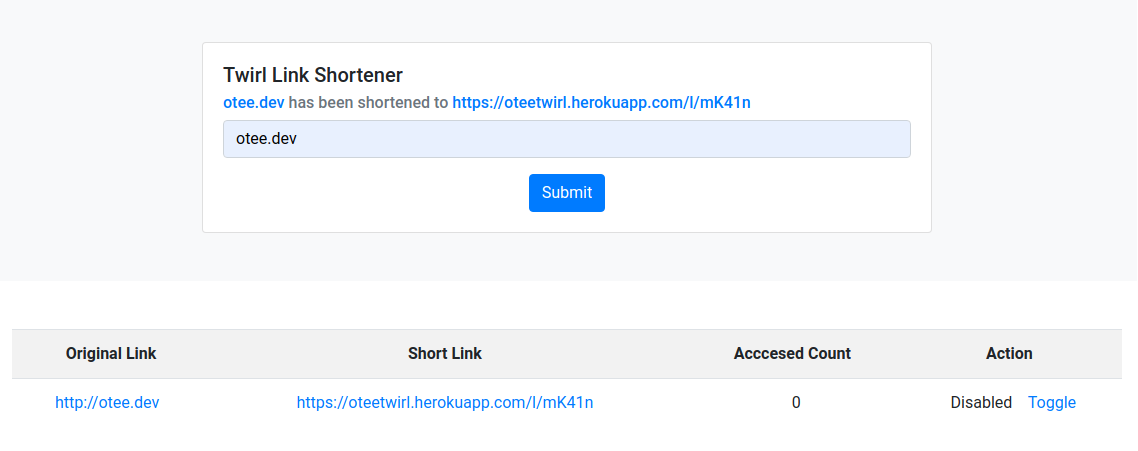 Twirl Link Shortener
otee.dev has been shortened to https://oteetwirl.herokuapp.com/l/mK41n
otee.dev
Submit
Original Link Short Link Acccesed Count Action
http://otee.dev https://oteetwirl.herokuapp.com/l/mK41n 0 Disabled Toggle